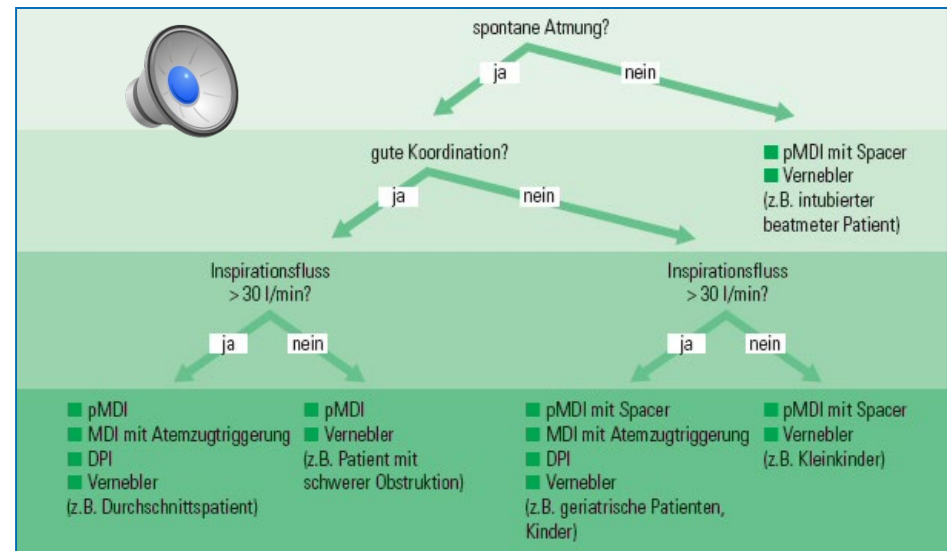 spontane Atmung?
ja
nein
gute Koordination?
ja
nein
■ pMDI mit Spacer
■ Vernebler
(z.B. intubierter
beatmeter Patient)
Inspirationsfluss
> 30 l/min?
ja
nein
Inspirationsfluss
> 30 l/min?
ja
nein
■ pMDI
■ MDI mit Atemzugtriggerung
■ DPI
■ Vernebler
(z.B. Durchschnittspatient)
■ pMDI
■ Vernebler
(z.B. Patient mit
schwerer Obstruktion)
■ pMDI mit Spacer
■ MDI mit Atemzugtriggerung
■ DPI
■ Vernebler
(z.B. geriatrische Patienten,
Kinder)
■ pMDI mit Spacer
■ Vernebler
(z.B. Kleinkinder)